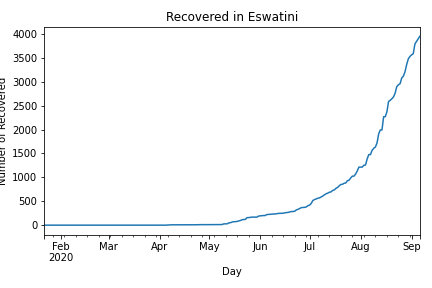 Recovered in Eswatini
4000
3500
3000
2500
2000
1500
1000
500
0
Number of Recovered
Feb Mar Apr May Jun Jul Aug Sep
2020
Day